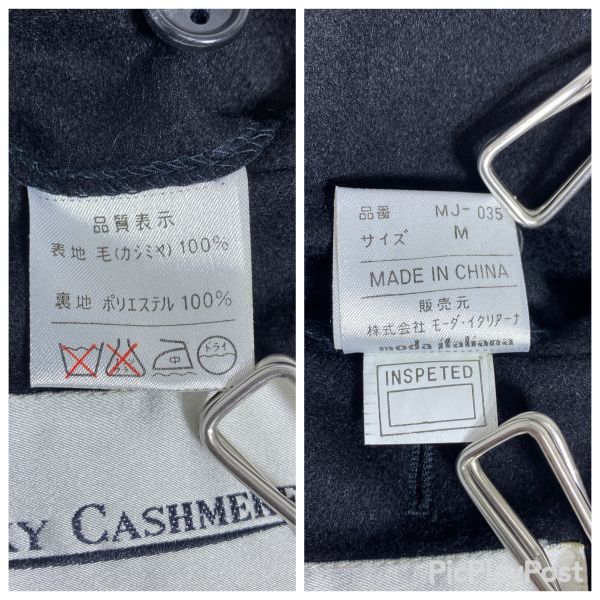 品質表示
表地 毛(カシミヤ) 100%
裏地 ポリエステル 100%
中
ドライ
CASHMERE
品番 MJ-035
サイズ M
MADE IN CHINA
販売元
株式会社 モーダ・イタリアーナ
moda italiana
INSPETED
PicPlayPost